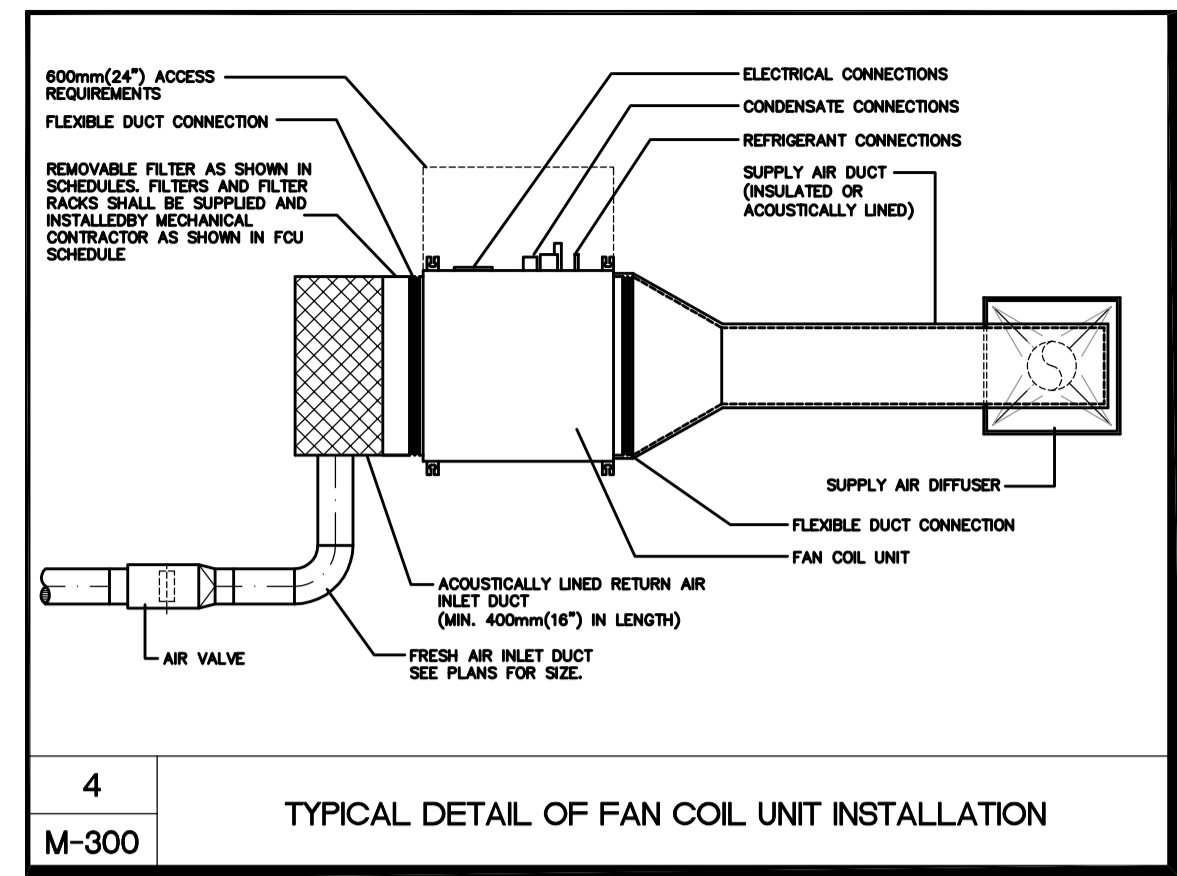 600mm(24") ACCESS
REQUIREMENTS
FLEXIBLE DUCT CONNECTION
REMOVABLE FILTER AS SHOWN IN
SCHEDULES. FILTERS AND FILTER
RACKS SHALL BE SUPPLIED AND
INSTALLEDBY MECHANICAL
CONTRACTOR AS SHOWN IN FCU
SCHEDULE
ELECTRICAL CONNECTIONS
CONDENSATE CONNECTIONS
REFRIGERANT CONNECTIONS
SUPPLY AIR DUCT
(INSULATED OR
ACOUSTICALLY LINED)
SUPPLY AIR DIFFUSER
FLEXIBLE DUCT CONNECTION
FAN COIL UNIT
ACOUSTICALLY LINED RETURN AIR
INLET DUCT
(MIN. 400mm(16") IN LENGTH)
AIR VALVE
FRESH AIR INLET DUCT
SEE PLANS FOR SIZE.
4
M-300
TYPICAL DETAIL OF FAN COIL UNIT INSTALLATION